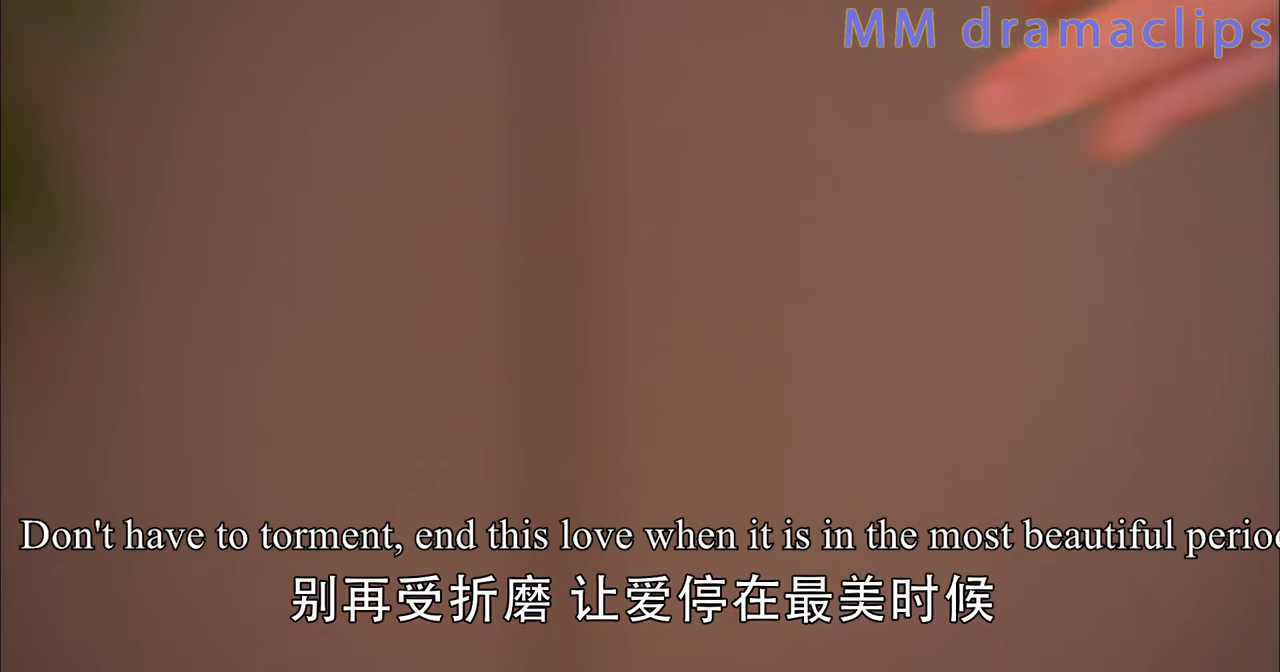 MM dramaclips
Don't have to torment, end this love when it is in the most beautiful perio
别再受折磨 让爱停在最美时候